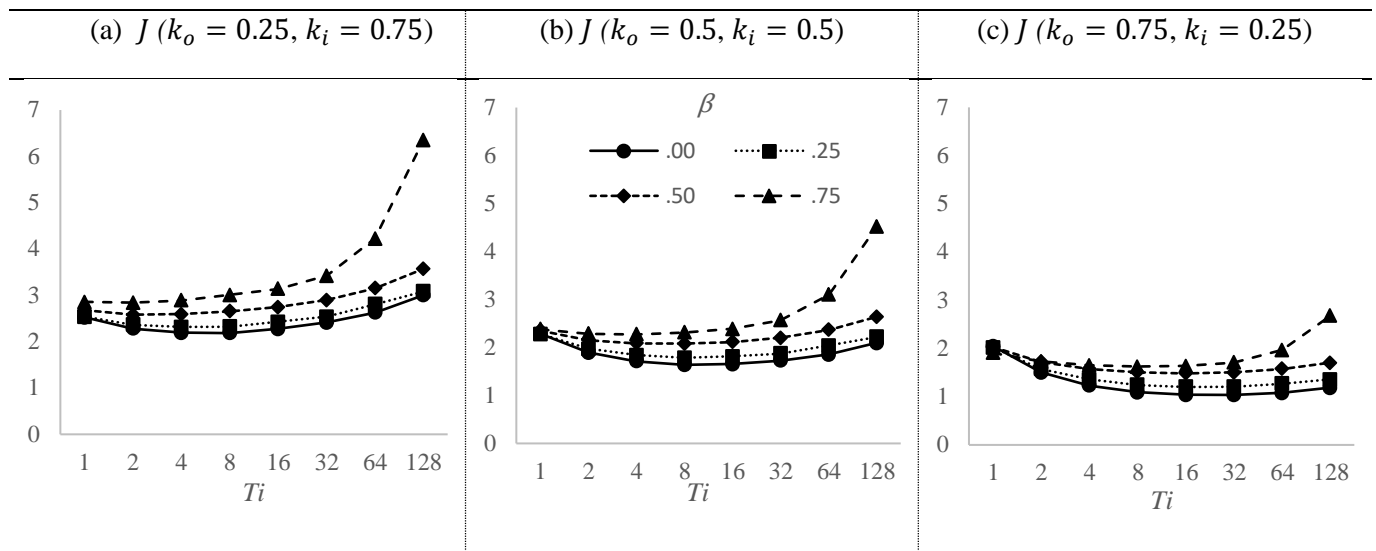 (a) J (k_o = 0.25, k_i = 0.75)
(b) J (k_o = 0.5, k_i = 0.5)
(c) J (k_o = 0.75, k_i = 0.25)
7
6
5
4
3
2
1
0
1 2 4 8 16 32 64 128
Ti
β
.00 .25
.50 .75
7
6
5
4
3
2
1
0
1 2 4 8 16 32 64 128
Ti
7
6
5
4
3
2
1
0
1 2 4 8 16 32 64 128
Ti